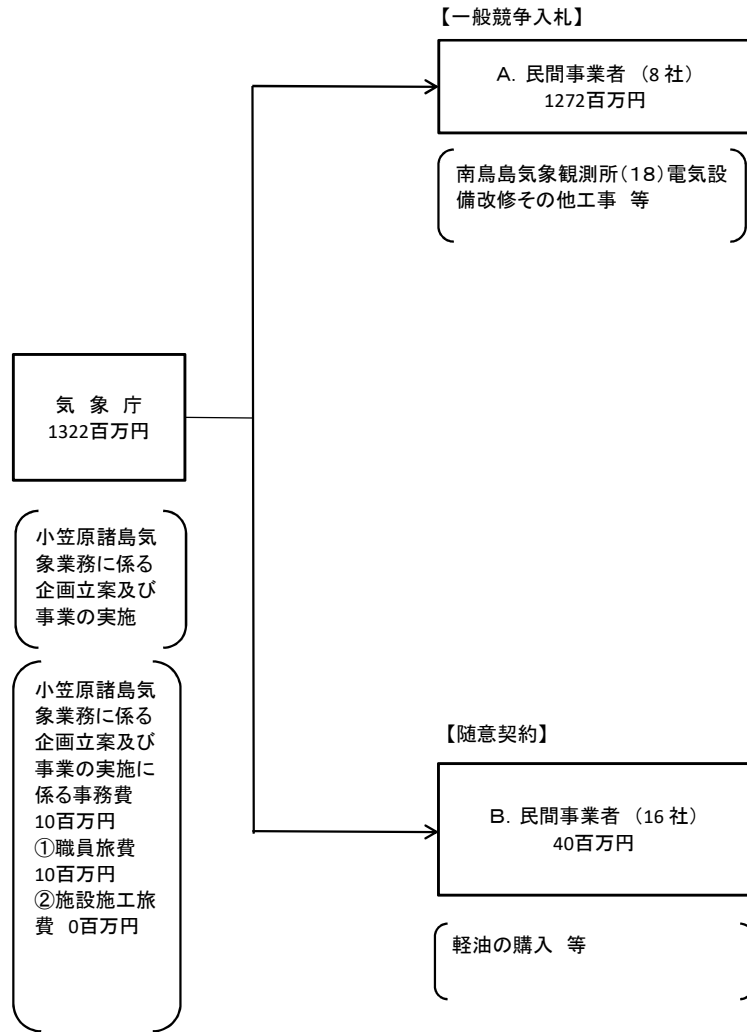 【一般競争入札】
A. 民間事業者 (8 社)
1272百万円
南鳥島気象観測所(18)電気設
備改修その他工事 等
気 象 庁
1322百万円
小笠原諸島気
象業務に係る
企画立案及び
事業の実施
小笠原諸島気
象業務に係る
企画立案及び
事業の実施に
係る事務費
10百万円
①職員旅費
10百万円
②施設施工旅
費 0百万円
【随意契約】
B. 民間事業者 (16 社)
40百万円
軽油の購入 等